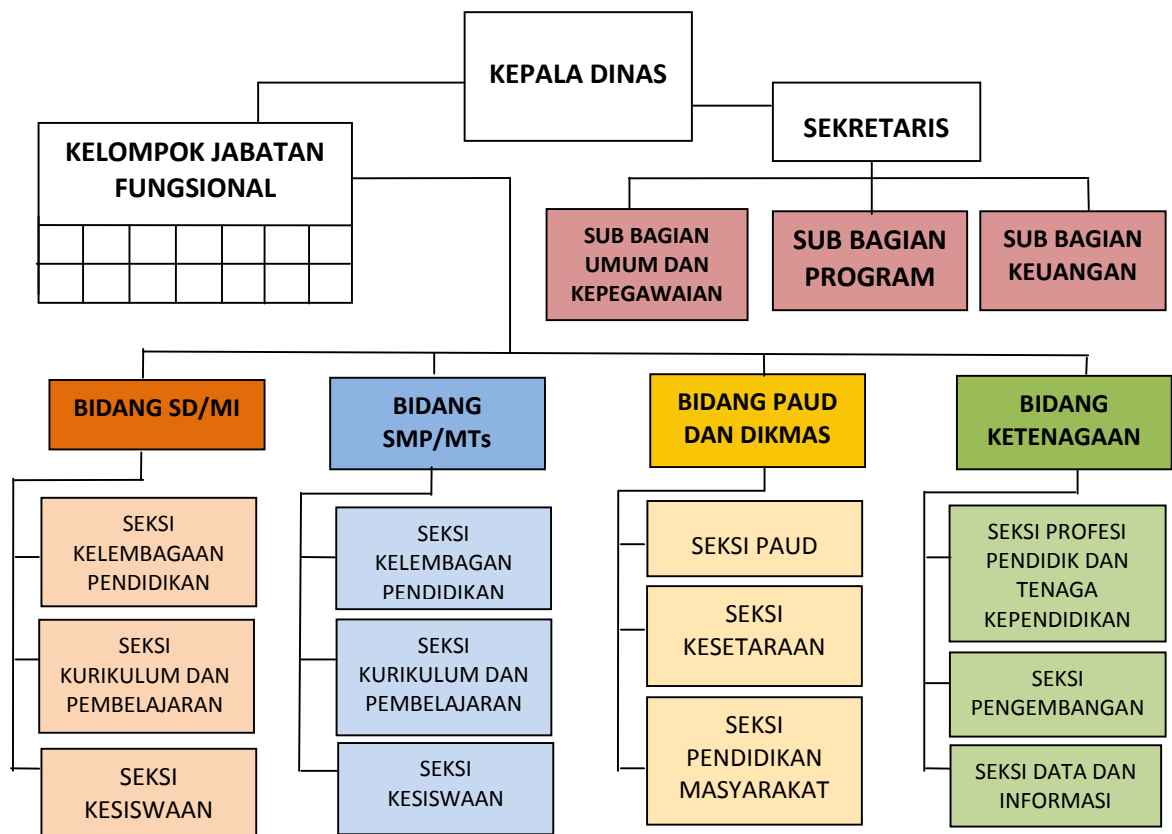 KEPALA DINAS
SEKRETARIS
KELOMPOK JABATAN
FUNGSIONAL
SUB BAGIAN
UMUM DAN
KEPEGAWAIAN
SUB BAGIAN
PROGRAM
SUB BAGIAN
KEUANGAN
BIDANG SD/MI
BIDANG
SMP/MTs
BIDANG PAUD
DAN DIKMAS
BIDANG
KETENAGAAN
SEKSI
KELEMBAGAAN
PENDIDIKAN
SEKSI
KURIKULUM DAN
PEMBELAJARAN
SEKSI
KESISWAAN
SEKSI
KELEMBAGAN
PENDIDIKAN
SEKSI
KURIKULUM DAN
PEMBELAJARAN
SEKSI
KESISWAAN
SEKSI PAUD
SEKSI
KESETARAAN
SEKSI
PENDIDIKAN
MASYARAKAT
SEKSI PROFESI
PENDIDIK DAN
TENAGA
KEPENDIDIKAN
SEKSI
PENGEMBANGAN
SEKSI DATA DAN
INFORMASI